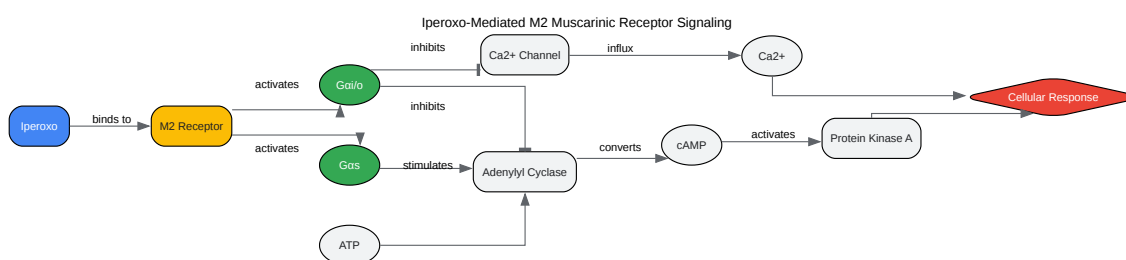 Iperoxo-Mediated M2 Muscarinic Receptor Signaling
inhibits
Ca2+ Channel
influx
Ca2+
activates
Gαi/o
Cellular Response
inhibits
Iperoxo
binds to
M2 Receptor
activates
Gαs
stimulates
Adenylyl Cyclase
converts
cAMP
activates
Protein Kinase A
ATP